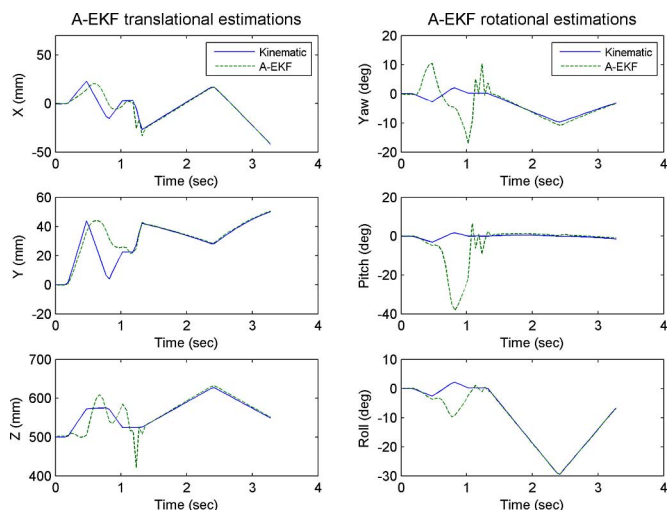 A-EKF translational estimations
A-EKF rotational estimations
50
0
-50
X (mm)
Kinematic
A-EKF
0 1 2 3 4
Time (sec)
20
10
0
-10
-20
Yaw (deg)
Kinematic
A-EKF
0 1 2 3 4
Time (sec)
60
40
20
0
-20
Y (mm)
0 1 2 3 4
Time (sec)
20
0
-20
-40
Pitch (deg)
0 1 2 3 4
Time (sec)
700
600
500
400
Z (mm)
0 1 2 3 4
Time (sec)
10
0
-10
-20
-30
Roll (deg)
0 1 2 3 4
Time (sec)